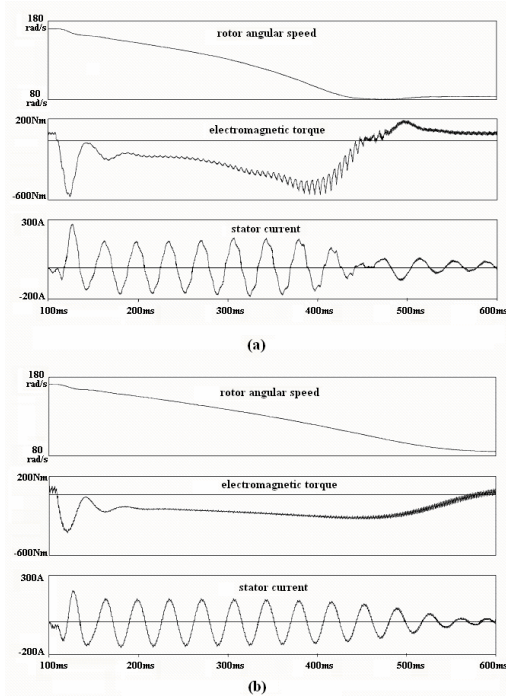 180
rad/s
rotor angular speed
80
rad/s
200Nm
electromagnetic torque
-600Nm
300A
stator current
-200A
100ms 200ms 300ms 400ms 500ms 600ms
(a)
180
rad/s
rotor angular speed
80
rad/s
200Nm
electromagnetic torque
-600Nm
300A
stator current
-200A
100ms 200ms 300ms 400ms 500ms 600ms
(b)